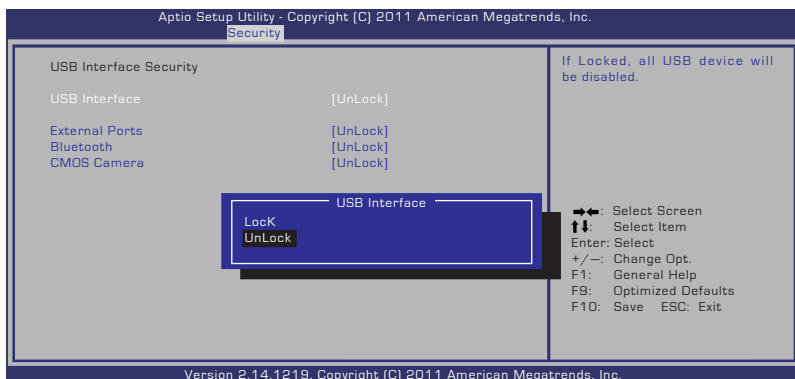 Aptio Setup Utility - Copyright (C) 2011 American Megatrends, Inc.
Security
USB Interface Security
USB Interface [UnLock]
External Ports [UnLock]
Bluetooth [UnLock]
CMOS Camera [UnLock]
If Locked, all USB device will
be disabled.
USB Interface
LocK
UnLock
→←: Select Screen
↑↓: Select Item
Enter: Select
+/—: Change Opt.
F1: General Help
F9: Optimized Defaults
F10: Save ESC: Exit
Version 2.14.1219. Copyright (C) 2011 American Megatrends, Inc.